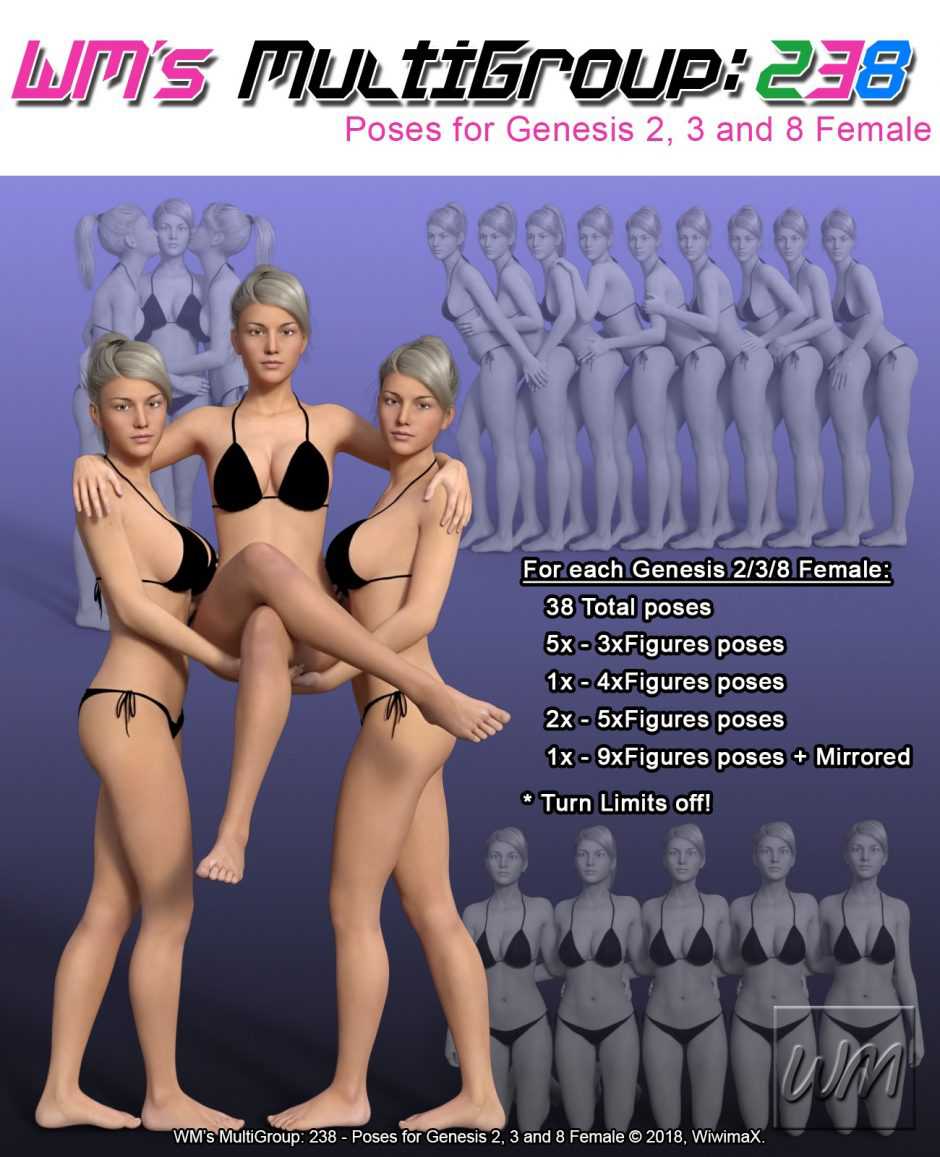 WM's MultiGroup: 238
Poses for Genesis 2, 3 and 8 Female
For each Genesis 2/3/8 Female:
38 Total poses
5x - 3xFigures poses
1x - 4xFigures poses
2x - 5xFigures poses
1x - 9xFigures poses + Mirrored
* Turn Limits off!
WM
WM's MultiGroup: 238 - Poses for Genesis 2, 3 and 8 Female © 2018, WiwimaX.